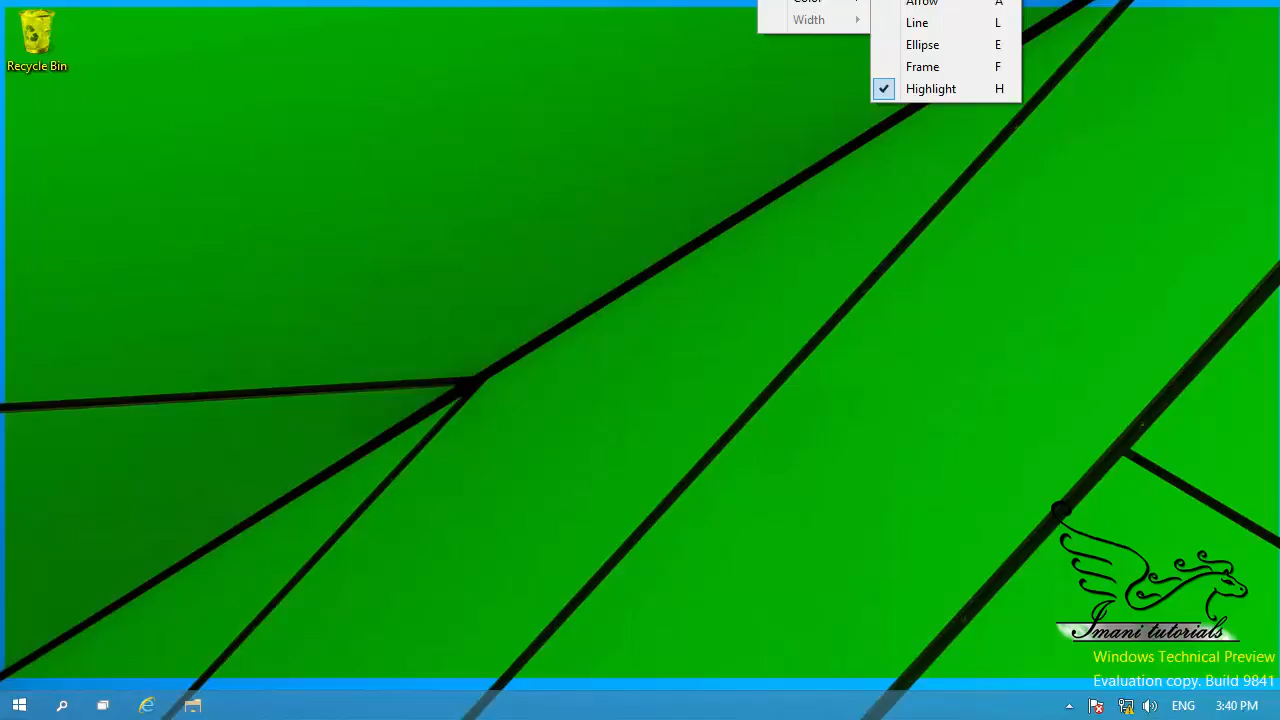 Arrow A
Width
Line L
Ellipse E
Frame F
Highlight H
Recycle Bin
Imani tutorials
Windows Technical Preview
Evaluation copy. Build 9841
ENG
3:40 PM